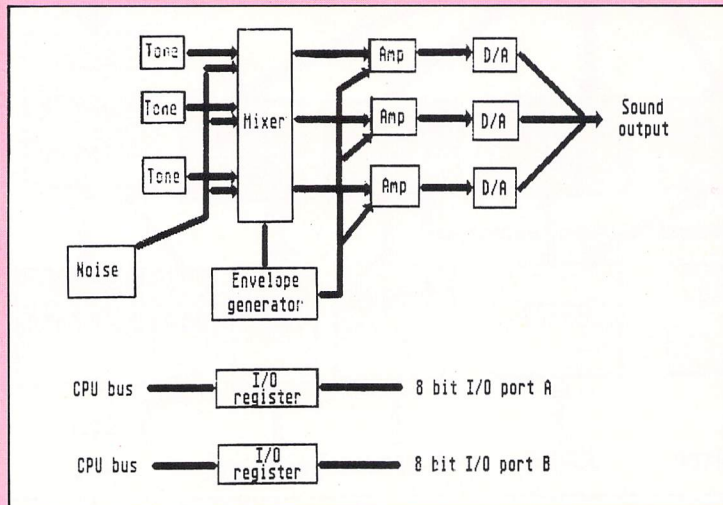 Tone
Amp
D/A
Tone
Mixer
Amp
D/A
Sound
output
Tone
Amp
D/A
Noise
Envelope
generator
CPU bus
I/O
register
8 bit I/O port A
CPU bus
I/O
register
8 bit I/O port B